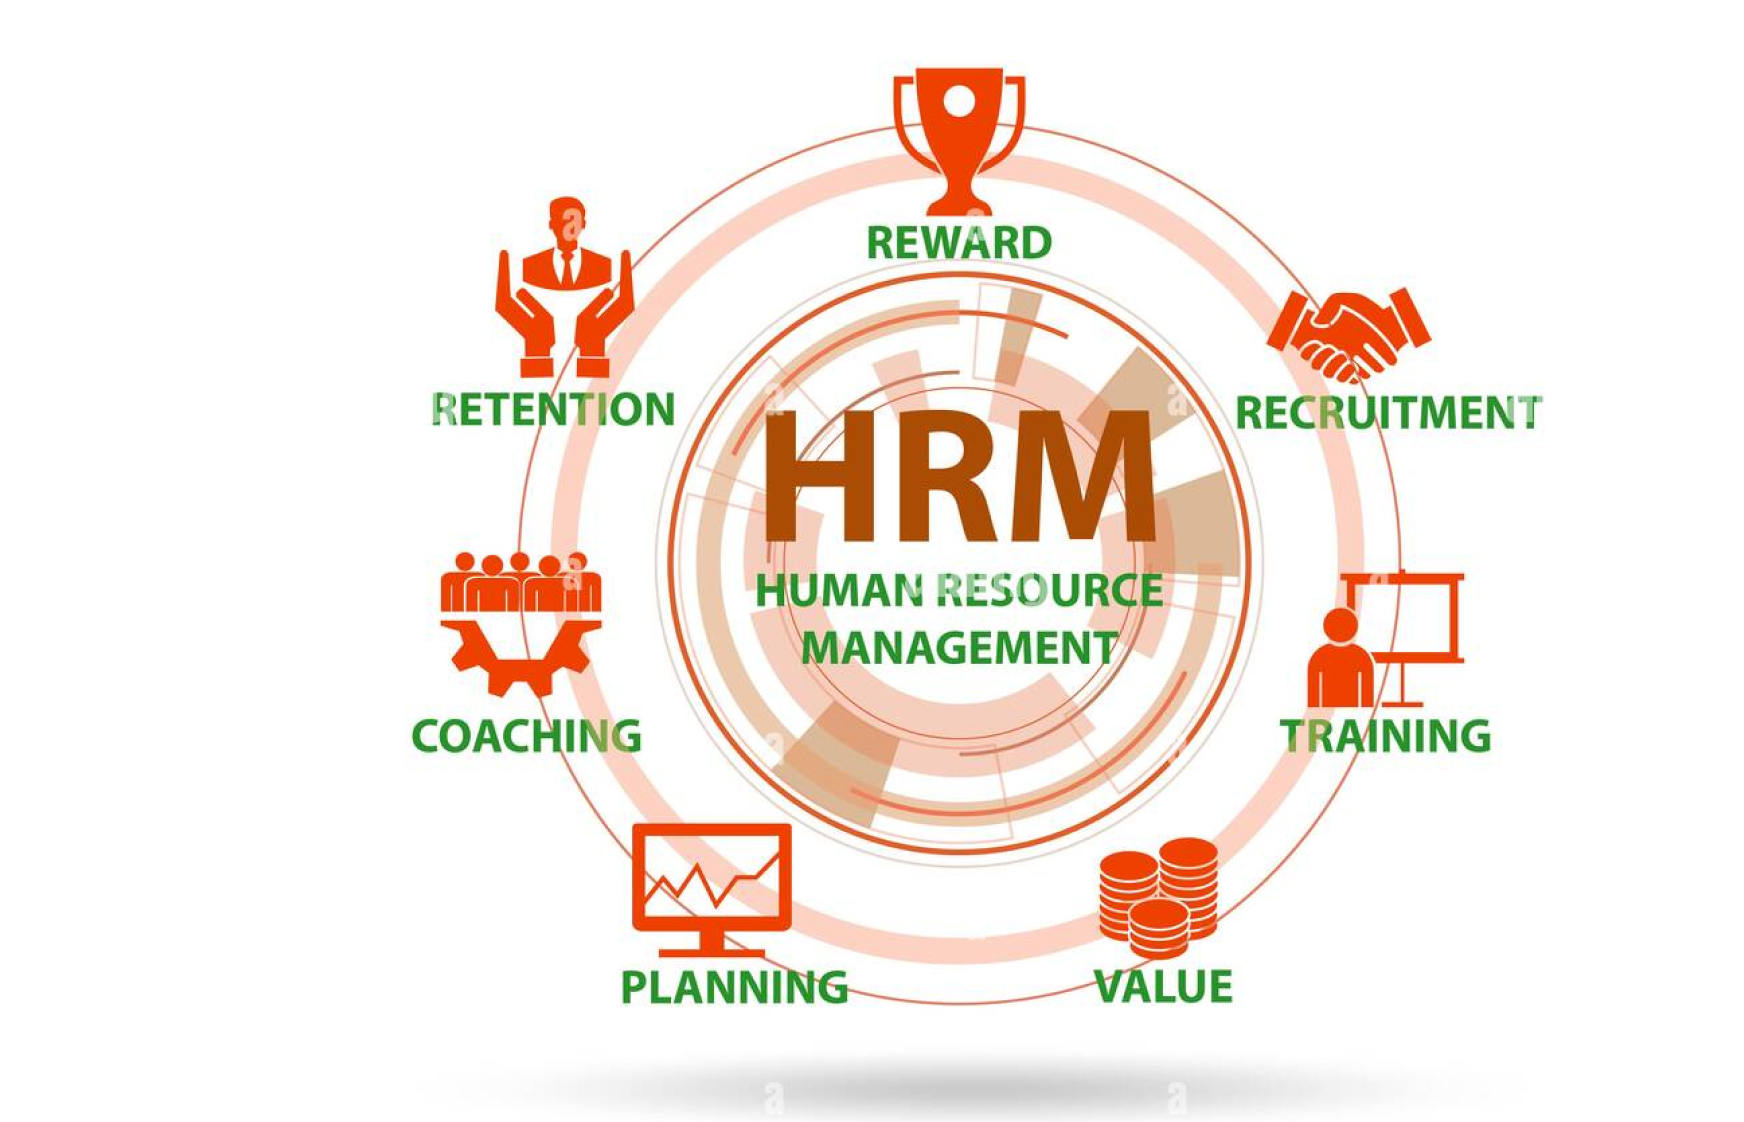 REWARD
RETENTION
RECRUITMENT
HRM
HUMAN RESOURCE
MANAGEMENT
COACHING
TRAINING
PLANNING
VALUE
a
a
a
a
a
a
a
a
a
a